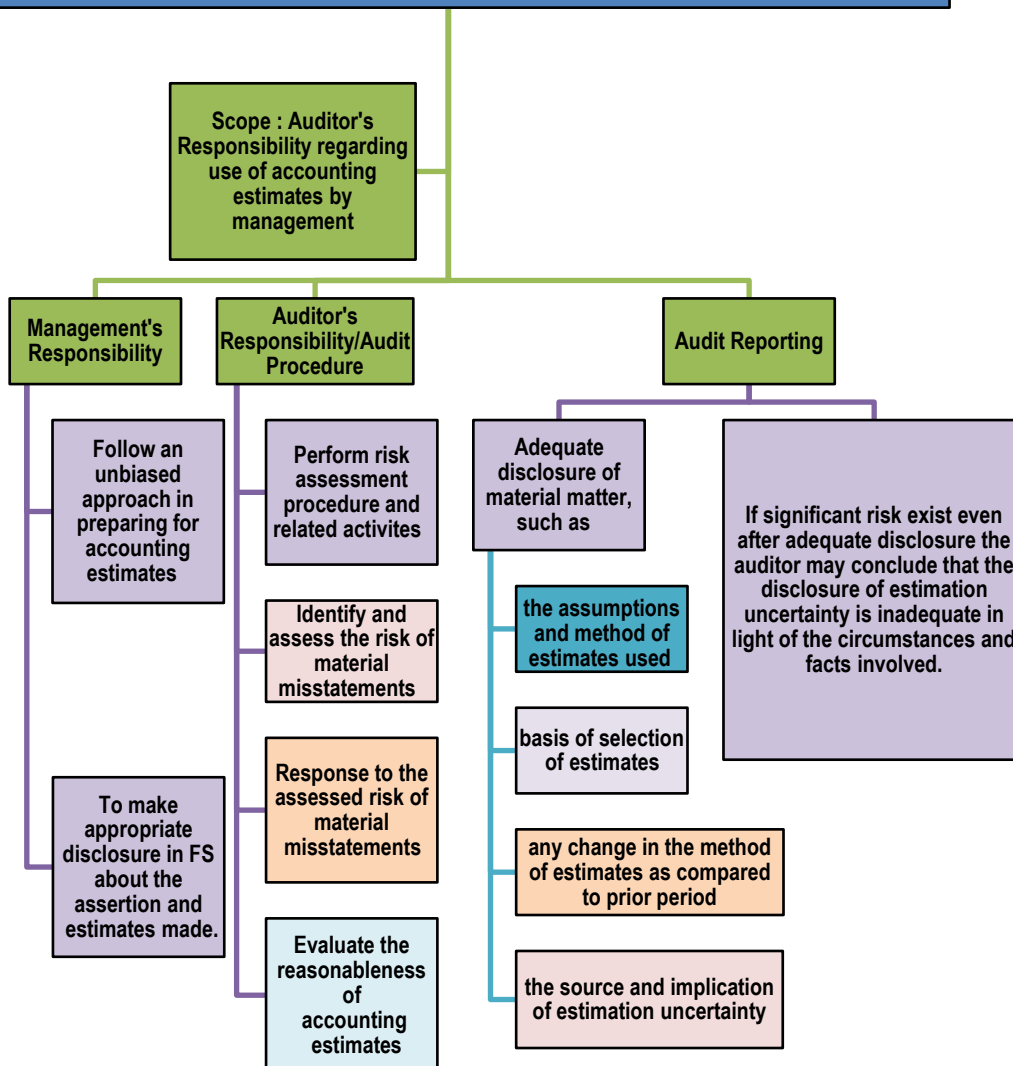 Scope : Auditor's
Responsibility regarding
use of accounting
estimates by
management
Management's
Responsibility
Auditor's
Responsibility/Audit
Procedure
Audit Reporting
Follow an
unbiased
approach in
preparing for
accounting
estimates
To make
appropriate
disclosure in FS
about the
assertion and
estimates made.
Perform risk
assessment
procedure and
related activites
Identify and
assess the risk of
material
misstatements
Response to the
assessed risk of
material
misstatements
Evaluate the
reasonableness
of
accounting
estimates
Adequate
disclosure of
material matter,
such as
the assumptions
and method of
estimates used
basis of selection
of estimates
any change in the method
of estimates as compared
to prior period
the source and implication
of estimation uncertainty
If significant risk exist even
after adequate disclosure the
auditor may conclude that the
disclosure of estimation
uncertainty is inadequate in
light of the circumstances and
facts involved.